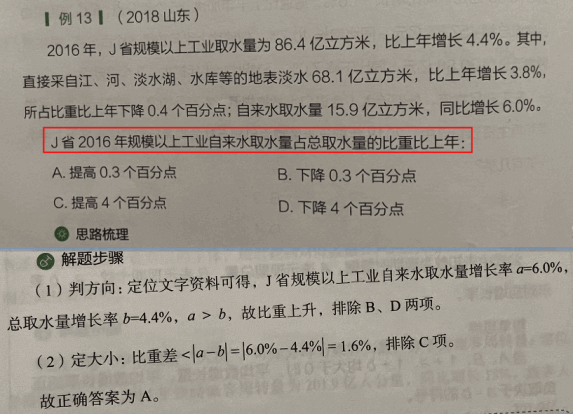 例 13 （2018 山东）
2016 年，J 省规模以上工业取水量为 86.4 亿立方米，比上年增长 4.4%。其中，
直接采自江、河、淡水湖、水库等的地表淡水 68.1 亿立方米，比上年增长 3.8%，
所占比重比上年下降 0.4 个百分点；自来水取水量 15.9 亿立方米，同比增长 6.0%。
J 省 2016 年规模以上工业自来水取水量占总取水量的比重比上年：
A. 提高 0.3 个百分点 B. 下降 0.3 个百分点
C. 提高 4 个百分点 D. 下降 4 个百分点
思路梳理
解题步骤
（1）判方向：定位文字资料可得，J 省规模以上工业自来水取水量增长率 a=6.0%，
总取水量增长率 b=4.4%，a > b，故比重上升，排除 B、D 两项。
（2）定大小：比重差<|a−b|=|6.0%−4.4%|=1.6%，排除 C 项。
故正确答案为 A。